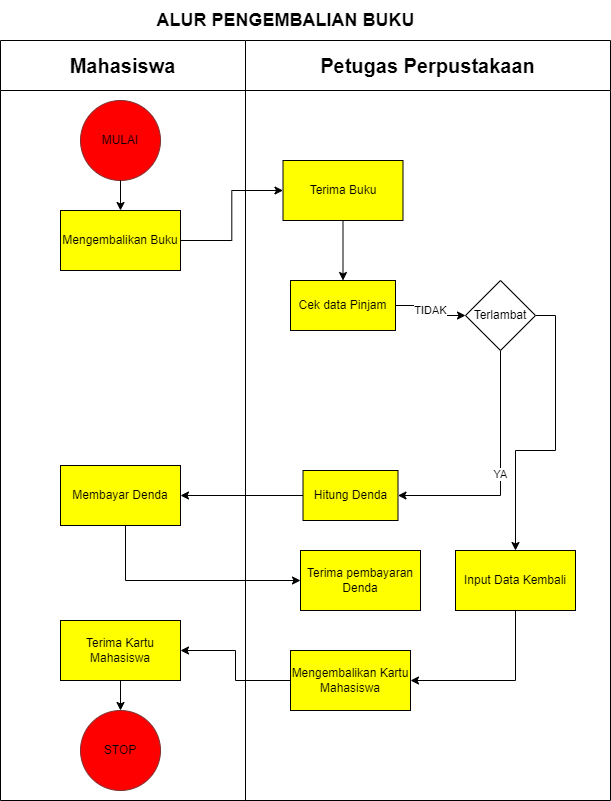 ALUR PENGEMBALIAN BUKU
Mahasiswa
Petugas Perpustakaan
MULAI
Mengembalikan Buku
Terima Buku
Cek data Pinjam
TIDAK
Terlambat
YA
Membayar Denda
Hitung Denda
Terima pembayaran
Denda
Input Data Kembali
Terima Kartu
Mahasiswa
Mengembalikan Kartu
Mahasiswa
STOP